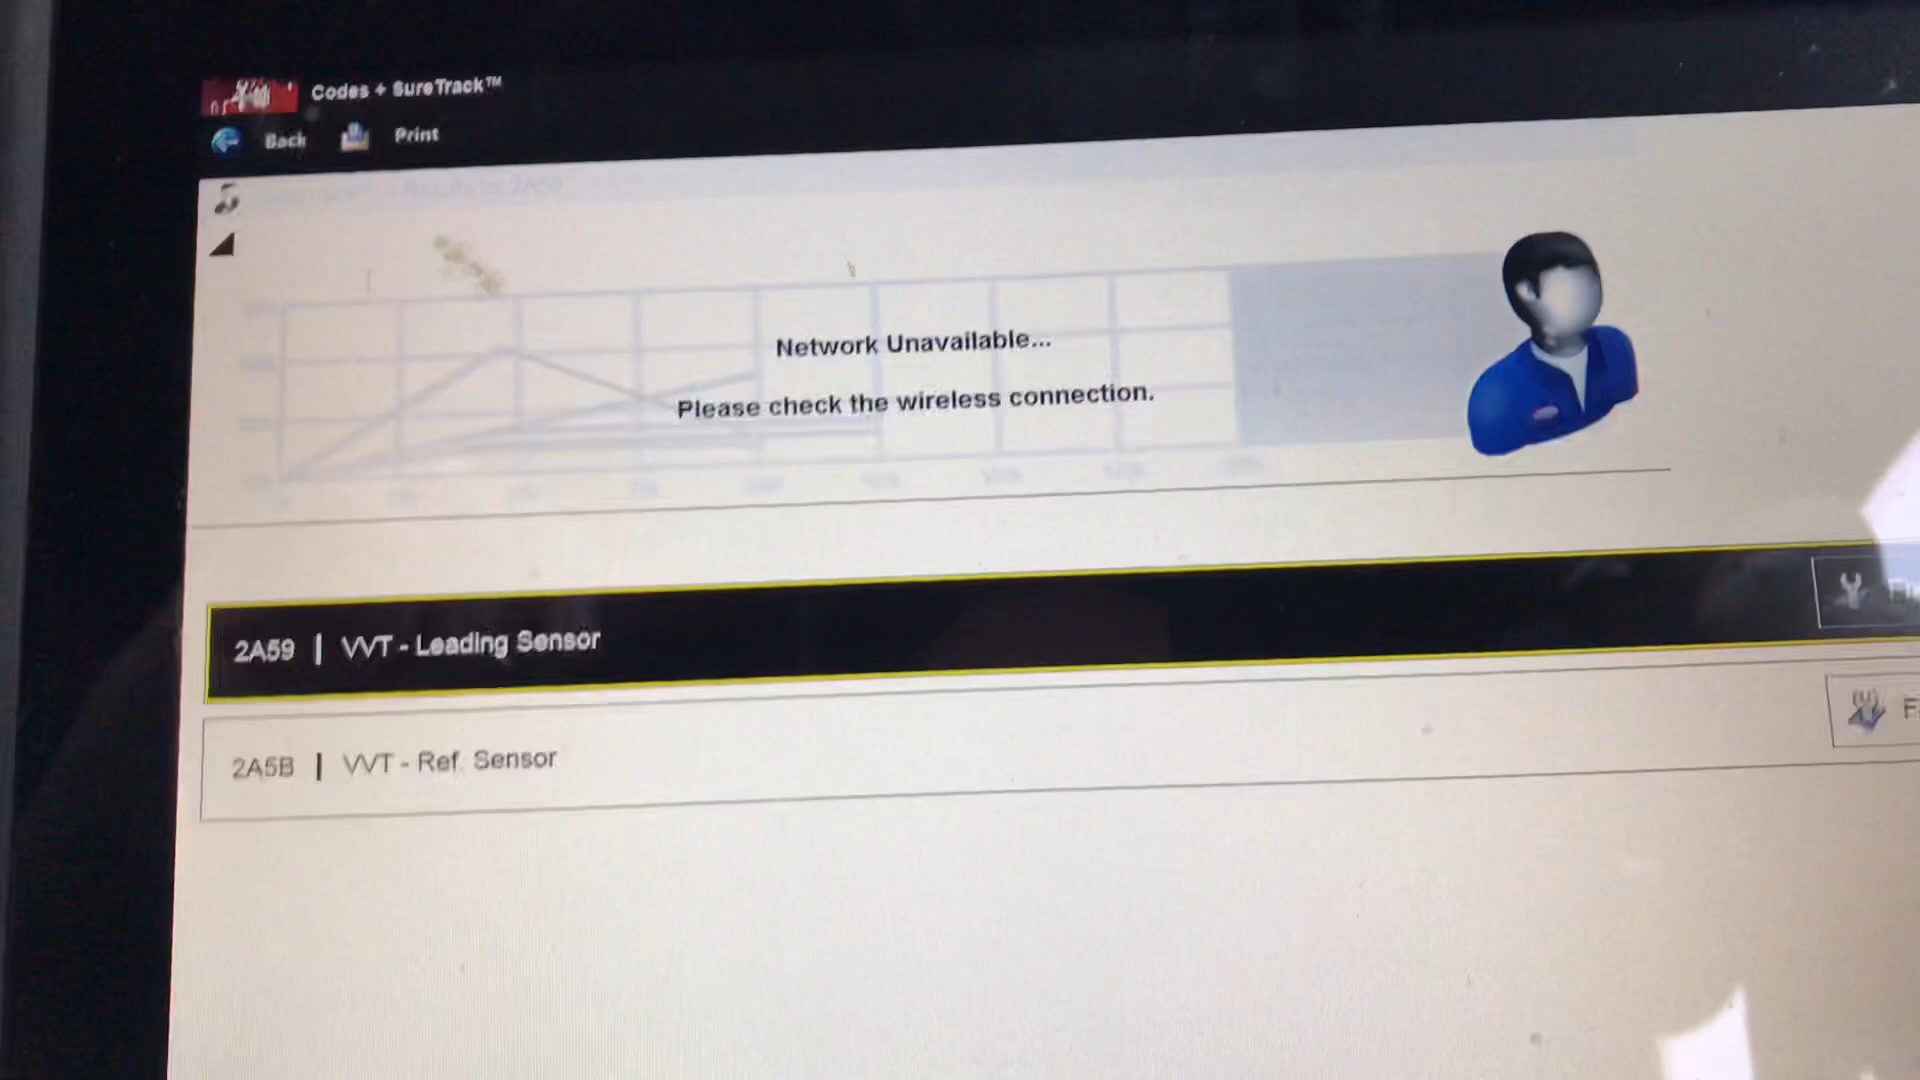 Codes + SureTrack™
Back
Print
Network Unavailable...
Please check the wireless connection.
2A59 | VVT - Leading Sensor
2A5B | VVT - Ref. Sensor